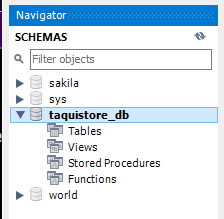 Navigator
SCHEMAS
Filter objects
sakila
sys
taquistore_db
Tables
Views
Stored Procedures
Functions
world